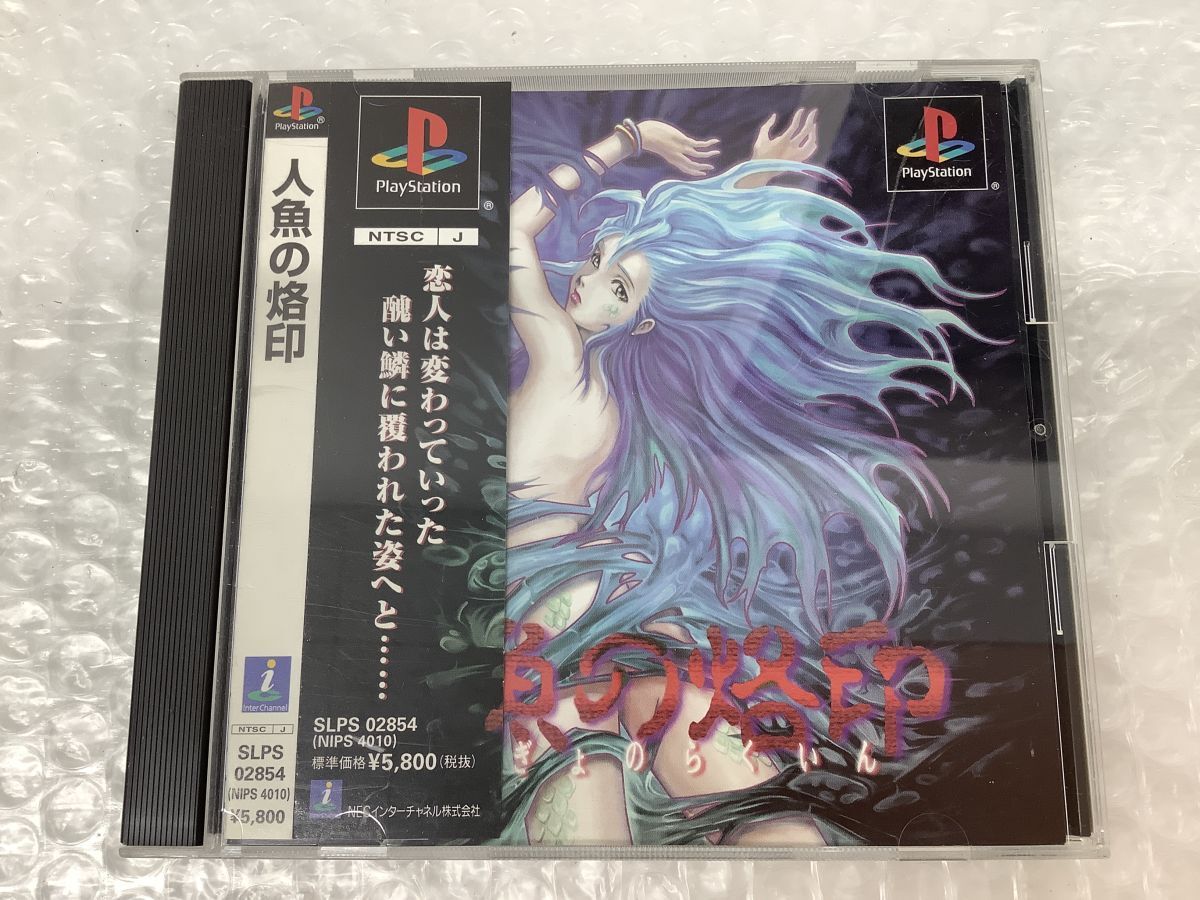 PlayStation®
人魚の烙印
Inter Channel
NTSC J
SLPS
02854
(NIPS 4010)
¥5,800
PlayStation
®
NTSC J
恋人は変わっていった
醜い鱗に覆われた姿へと……
SLPS 02854
(NIPS 4010)
標準価格¥5,800(税抜)
NECインターチャネル株式会社
PlayStation
®
魚の烙印
ぎょのらくいん